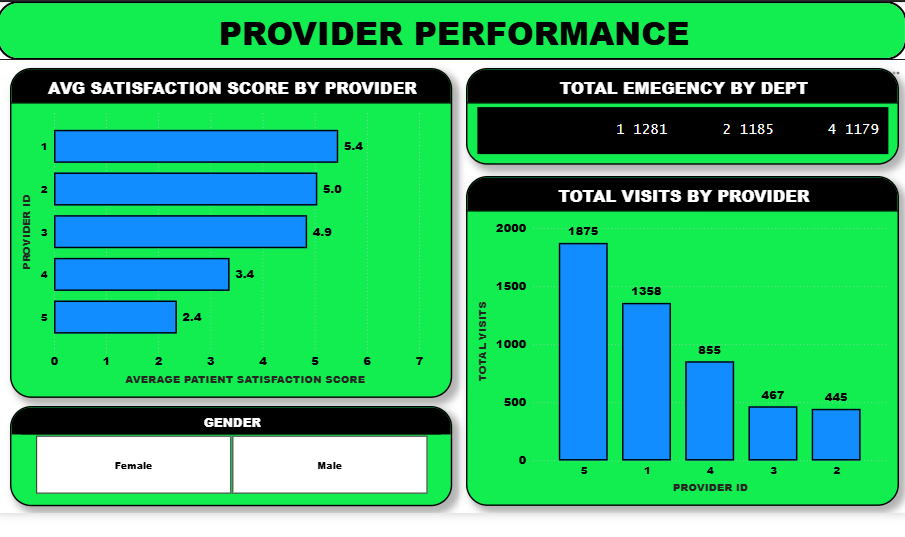 PROVIDER PERFORMANCE
AVG SATISFACTION SCORE BY PROVIDER
PROVIDER ID
1
5.4
2
5.0
3
4.9
4
3.4
5
2.4
0 1 2 3 4 5 6 7
AVERAGE PATIENT SATISFACTION SCORE
GENDER
Female Male
TOTAL EMEGENCY BY DEPT
1 1281 2 1185 4 1179
TOTAL VISITS BY PROVIDER
TOTAL VISITS
2000
1500
1000
500
0
1875
1358
855
467
445
5 1 4 3 2
PROVIDER ID